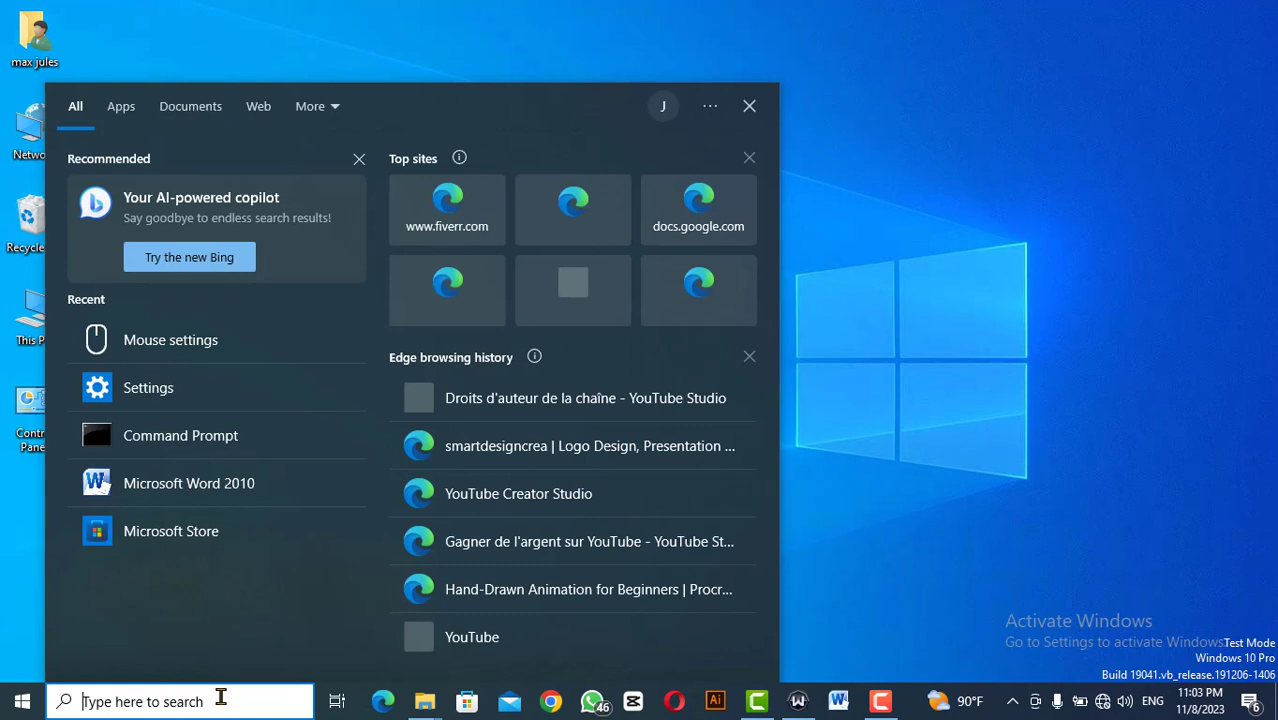 max jules
Netwo
Recycle
This P
Contr
Pane
All Apps Documents Web More
J
Recommended
Your AI-powered copilot
Say goodbye to endless search results!
Try the new Bing
Recent
Mouse settings
Settings
Command Prompt
Microsoft Word 2010
Microsoft Store
Top sites
www.fiverr.com
docs.google.com
Edge browsing history
Droits d'auteur de la chaîne - YouTube Studio
smartdesigncrea | Logo Design, Presentation ...
YouTube Creator Studio
Gagner de l'argent sur YouTube - YouTube St...
Hand-Drawn Animation for Beginners | Procr...
YouTube
Activate Windows
Go to Settings to activate Windows.
Test Mode
Windows 10 Pro
Build 19041.vb_release.191206-1406
Type here to search
46
Ai
90°F
ENG
11:03 PM
11/8/2023
6